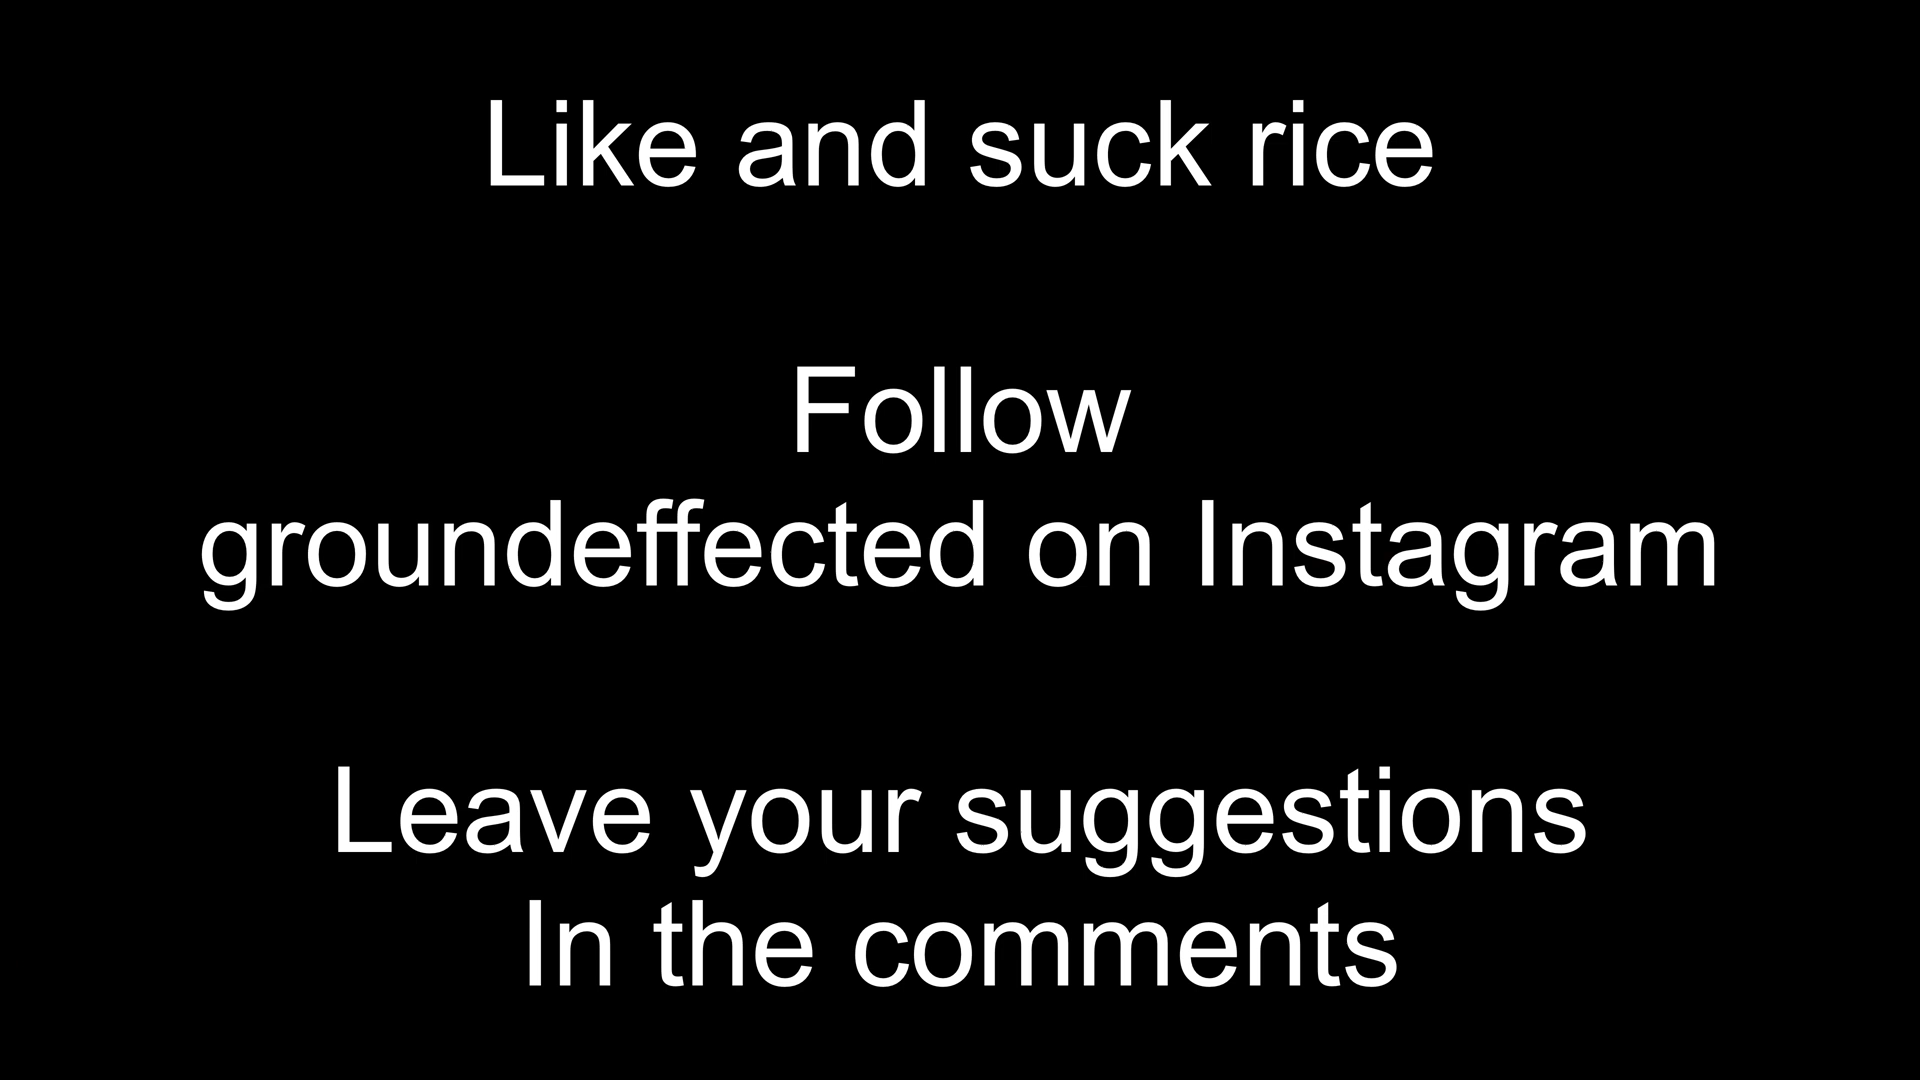 Like and suck rice
Follow
groundeffected on Instagram
Leave your suggestions
In the comments